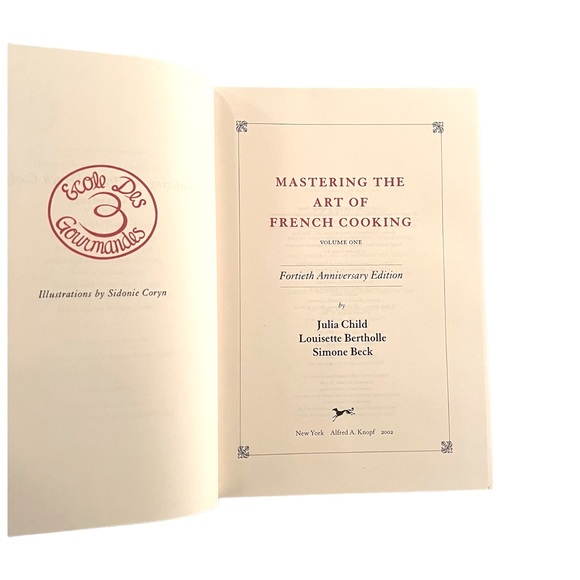 Ecole Des
3
Gourmandes
Illustrations by Sidonie Coryn
MASTERING THE
ART OF
FRENCH COOKING
VOLUME ONE
Fortieth Anniversary Edition
by
Julia Child
Louisette Bertholle
Simone Beck
New York Alfred A. Knopf 2002